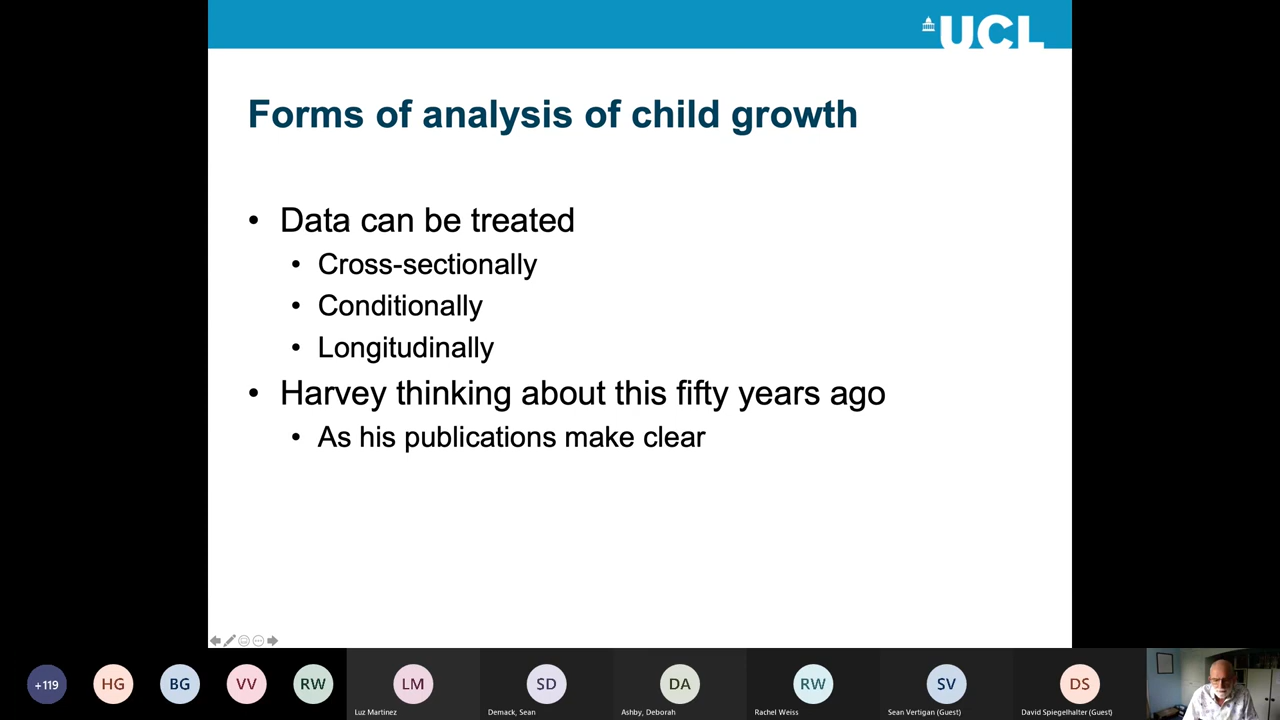 UCL
Forms of analysis of child growth
• Data can be treated
• Cross-sectionally
• Conditionally
• Longitudinally
• Harvey thinking about this fifty years ago
• As his publications make clear
+119
HG
BG
VV
RW
LM
SD
DA
RW
SV
DS
Luz Martinez
Demack, Sean
Ashby, Deborah
Rachel Weiss
Sean Vertigan (Guest)
David Spiegelhalter (Guest)